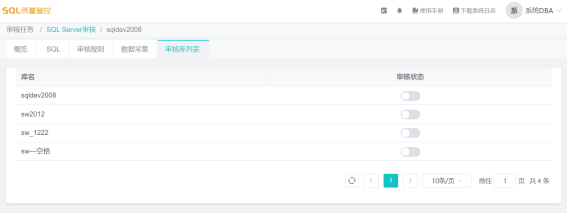 SQL质量管控
使用手册 下载系统日志 系 系统DBA
审核任务 / SQL Server审核 / sqldev2008
概览 SQL 审核规则 数据采集 审核库列表
库名 审核状态
sqldev2008
sw2012
sw_1222
sw—空格
1 10条/页 前往 1 页 共 4 条